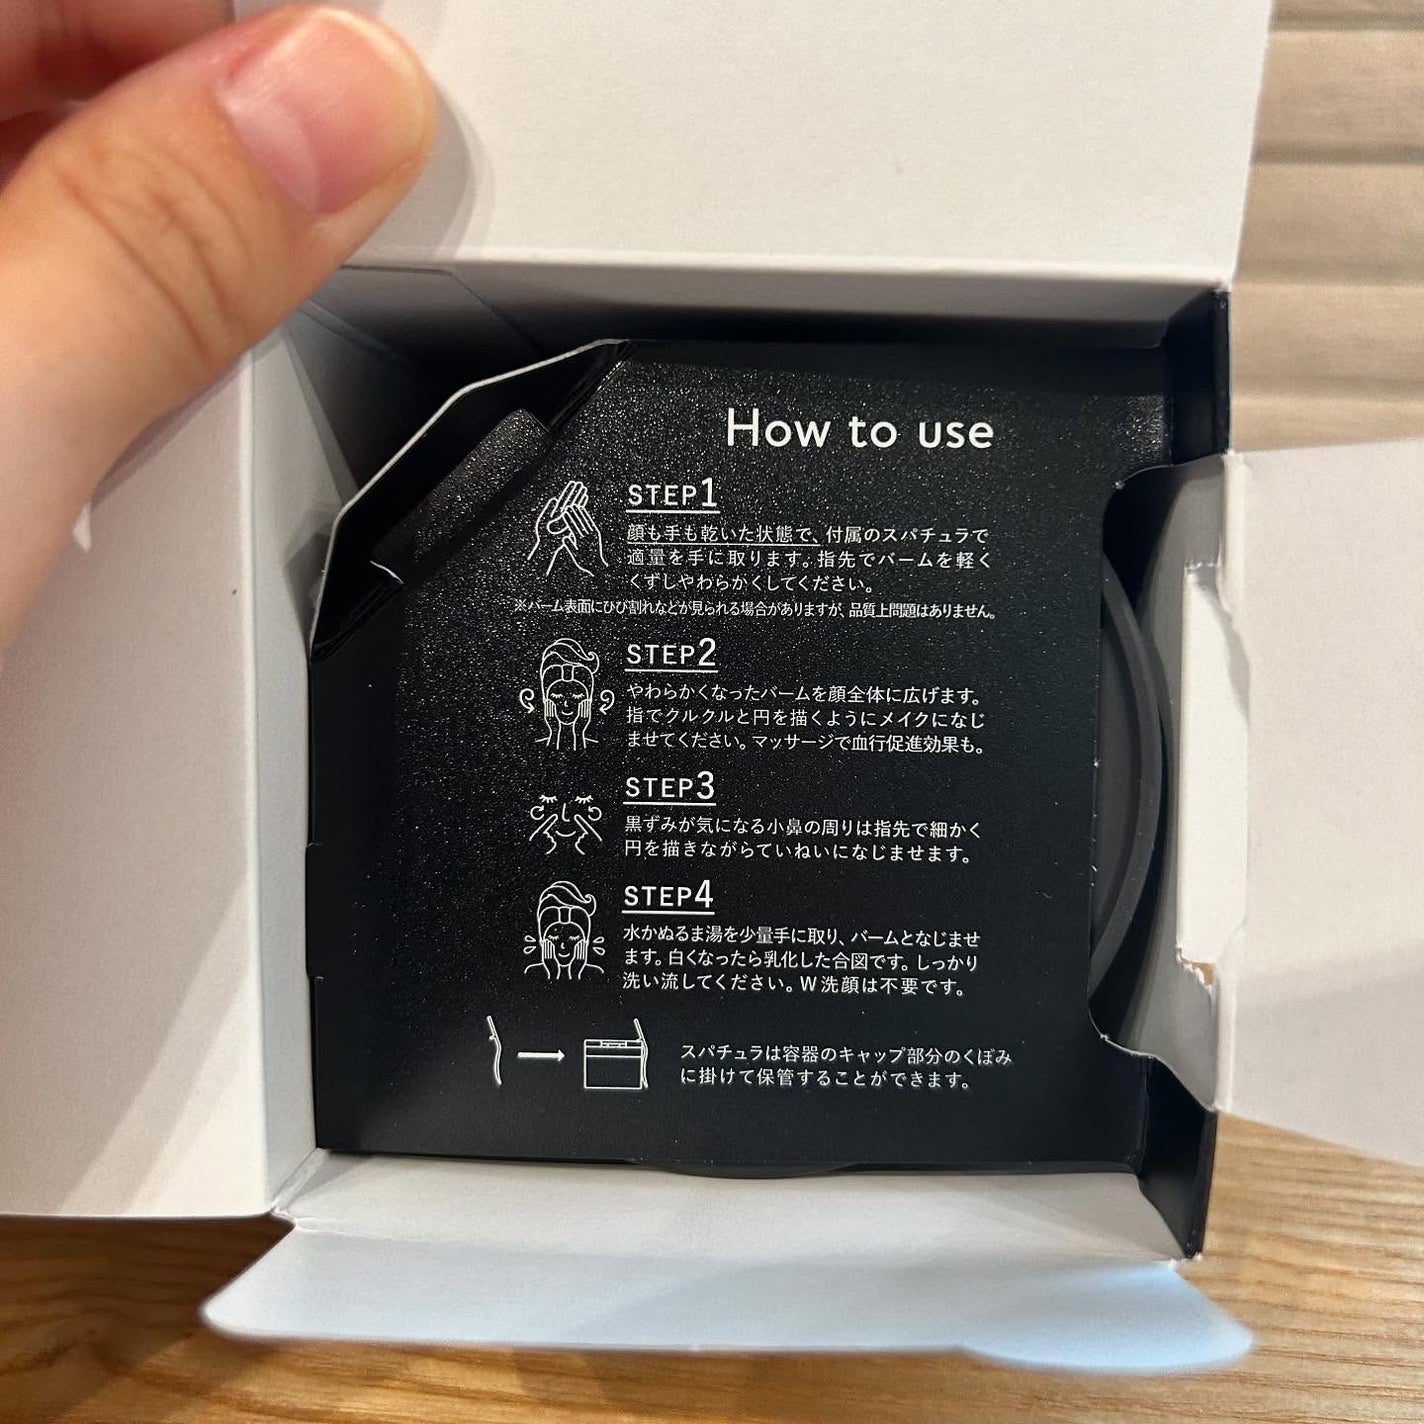 How to use
STEP1
顔も手も乾いた状態で、付属のスパチュラで
適量を手に取ります。指先でバームを軽く
くずしやわらかくしてください。
※バーム表面にひび割れなどが見られる場合がありますが、品質上問題はありません。
STEP2
やわらかくなったバームを顔全体に広げます。
指でクルクルと円を描くようにメイクになじ
ませてください。マッサージで血行促進効果も。
STEP3
黒ずみが気になる小鼻の周りは指先で細かく
円を描きながらていねいになじませます。
STEP4
水かぬるま湯を少量手に取り、バームとなじませ
ます。白くなったら乳化した合図です。しっかり
洗い流してください。W洗顔は不要です。
スパチュラは容器のキャップ部分のくぼみ
に掛けて保管することができます。